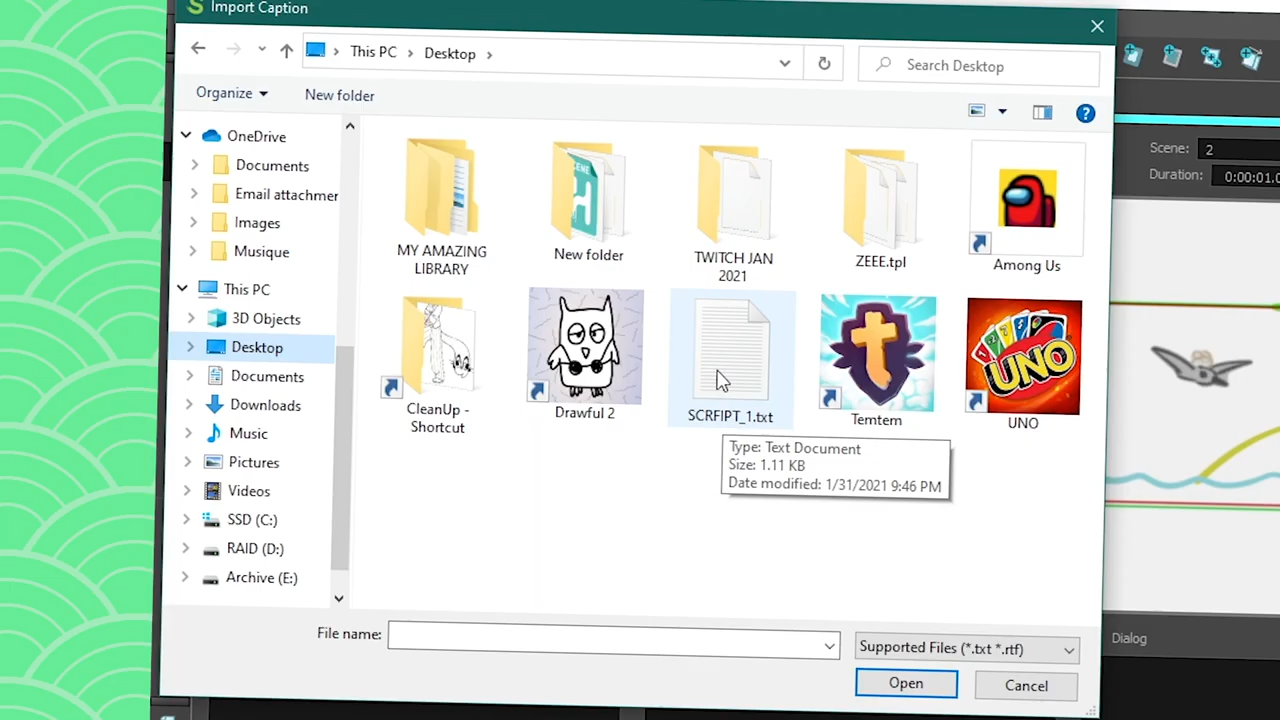 Import Caption
This PC > Desktop >
Search Desktop
Organize
New folder
OneDrive
Documents
Email attachmer
Images
Musique
This PC
3D Objects
Desktop
Documents
Downloads
Music
Pictures
Videos
SSD (C:)
RAID (D:)
Archive (E:)
MY AMAZING
LIBRARY
New folder
TWITCH JAN
2021
ZEEE.tpl
Among Us
CleanUp -
Shortcut
Drawful 2
SCRFIPT_1.txt
Temtem
UNO
UNO
Type: Text Document
Size: 1.11 KB
Date modified: 1/31/2021 9:46 PM
File name:
Supported Files (*.txt *.rtf)
Open
Cancel
Scene: 2
Duration: 0:00:01.0
Dialog